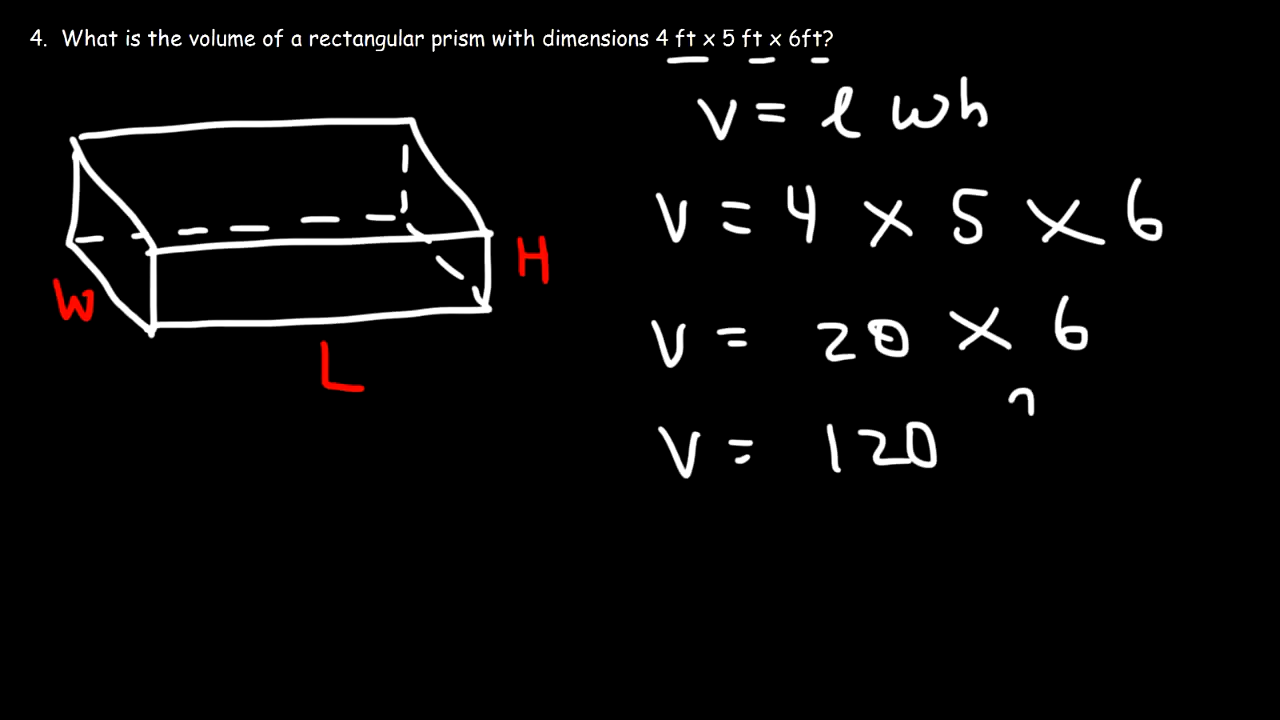 4. What is the volume of a rectangular prism with dimensions 4 ft x 5 ft x 6ft?
V = l w h
V = 4 × 5 × 6
H
W
V = 20 × 6
L
V = 120